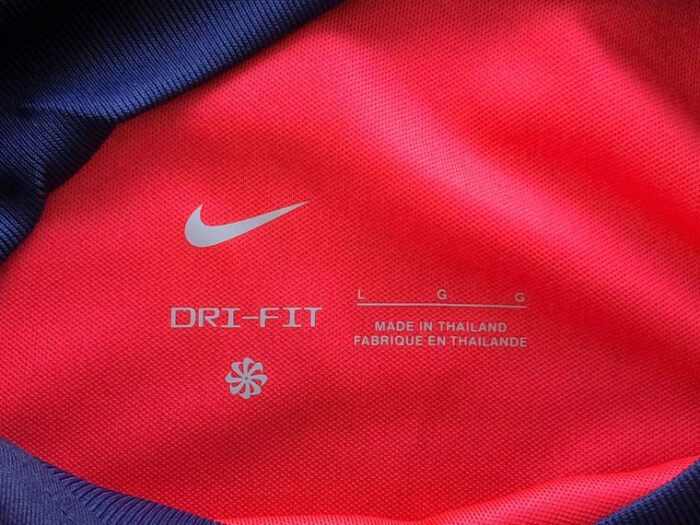 DRI-FIT
L G G
MADE IN THAILAND
FABRIQUE EN THAILANDE